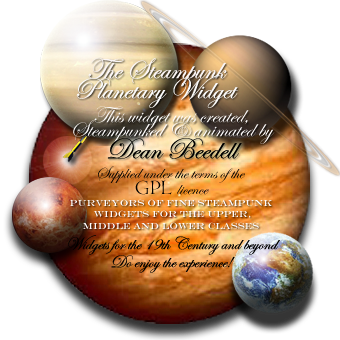 The Steampunk
Planetary Widget
This widget was created,
Steampunked & animated by
Dean Beedell
Supplied under the terms of the
GPL licence
PURVEYORS OF FINE STEAMPUNK
WIDGETS FOR THE UPPER,
MIDDLE AND LOWER CLASSES
Widgets for the 19th Century and beyond
Do enjoy the experience!